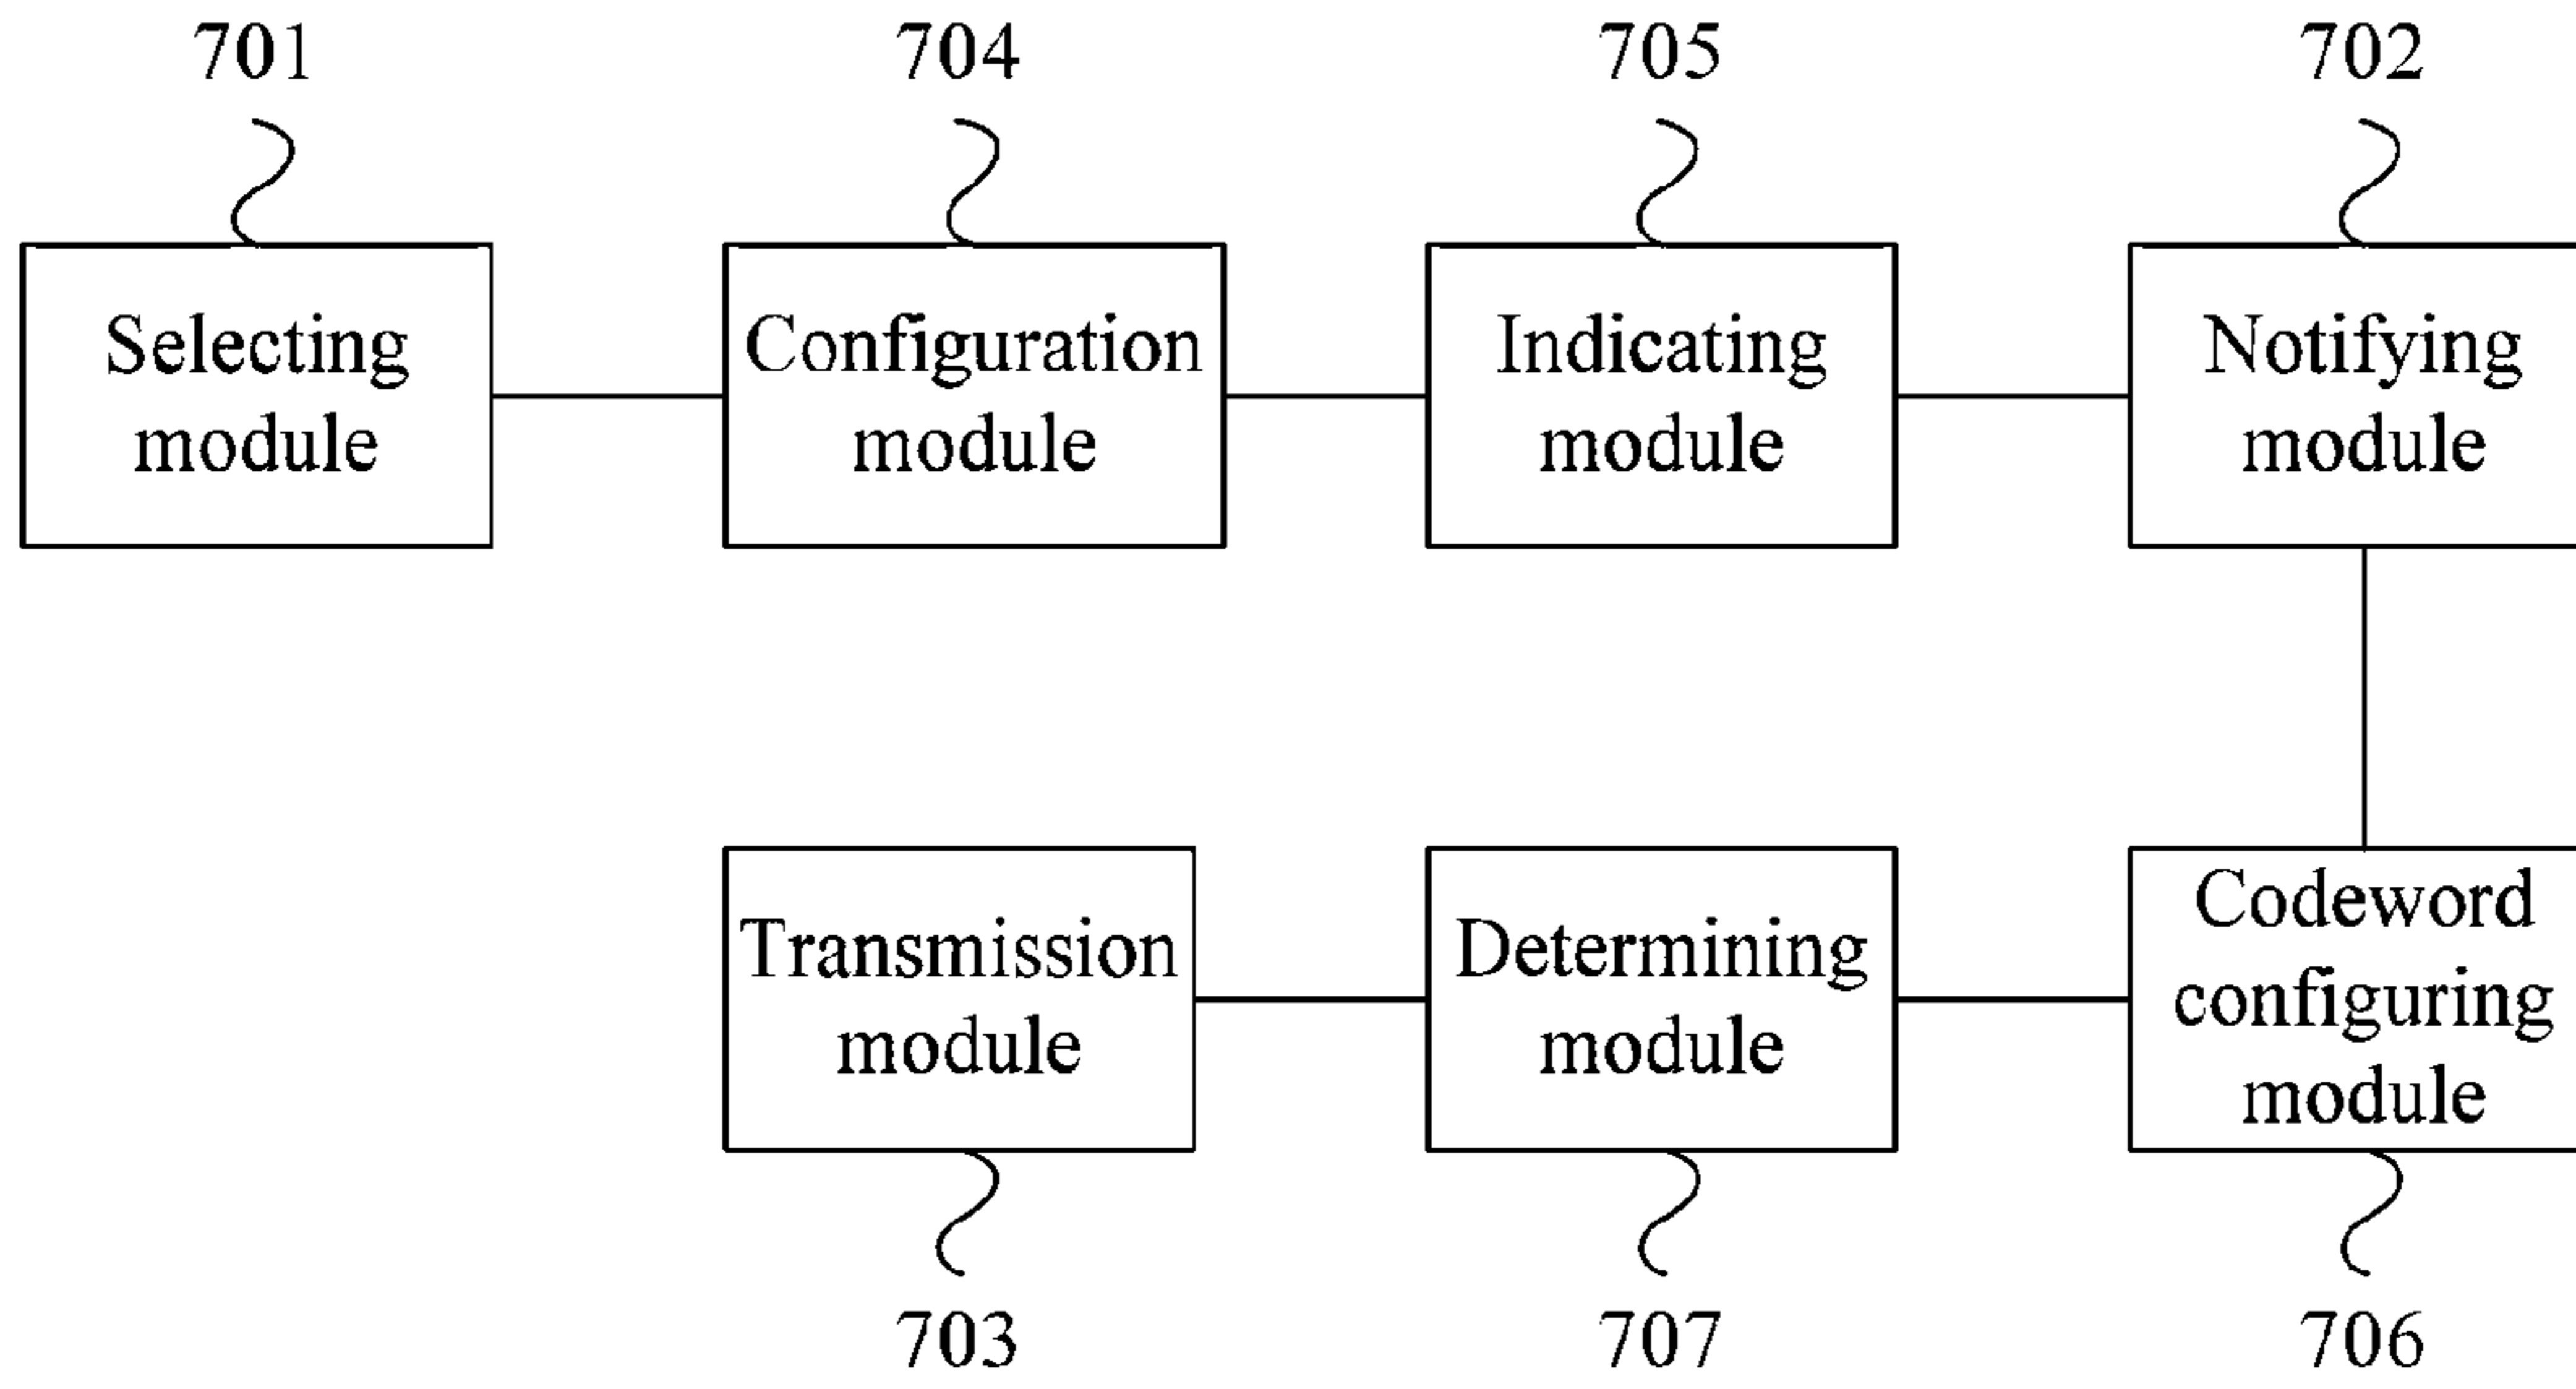 701
704
705
702
Selecting
module
Configuration
module
Indicating
module
Notifying
module
Transmission
module
Determining
module
Codeword
configuring
module
703
707
706